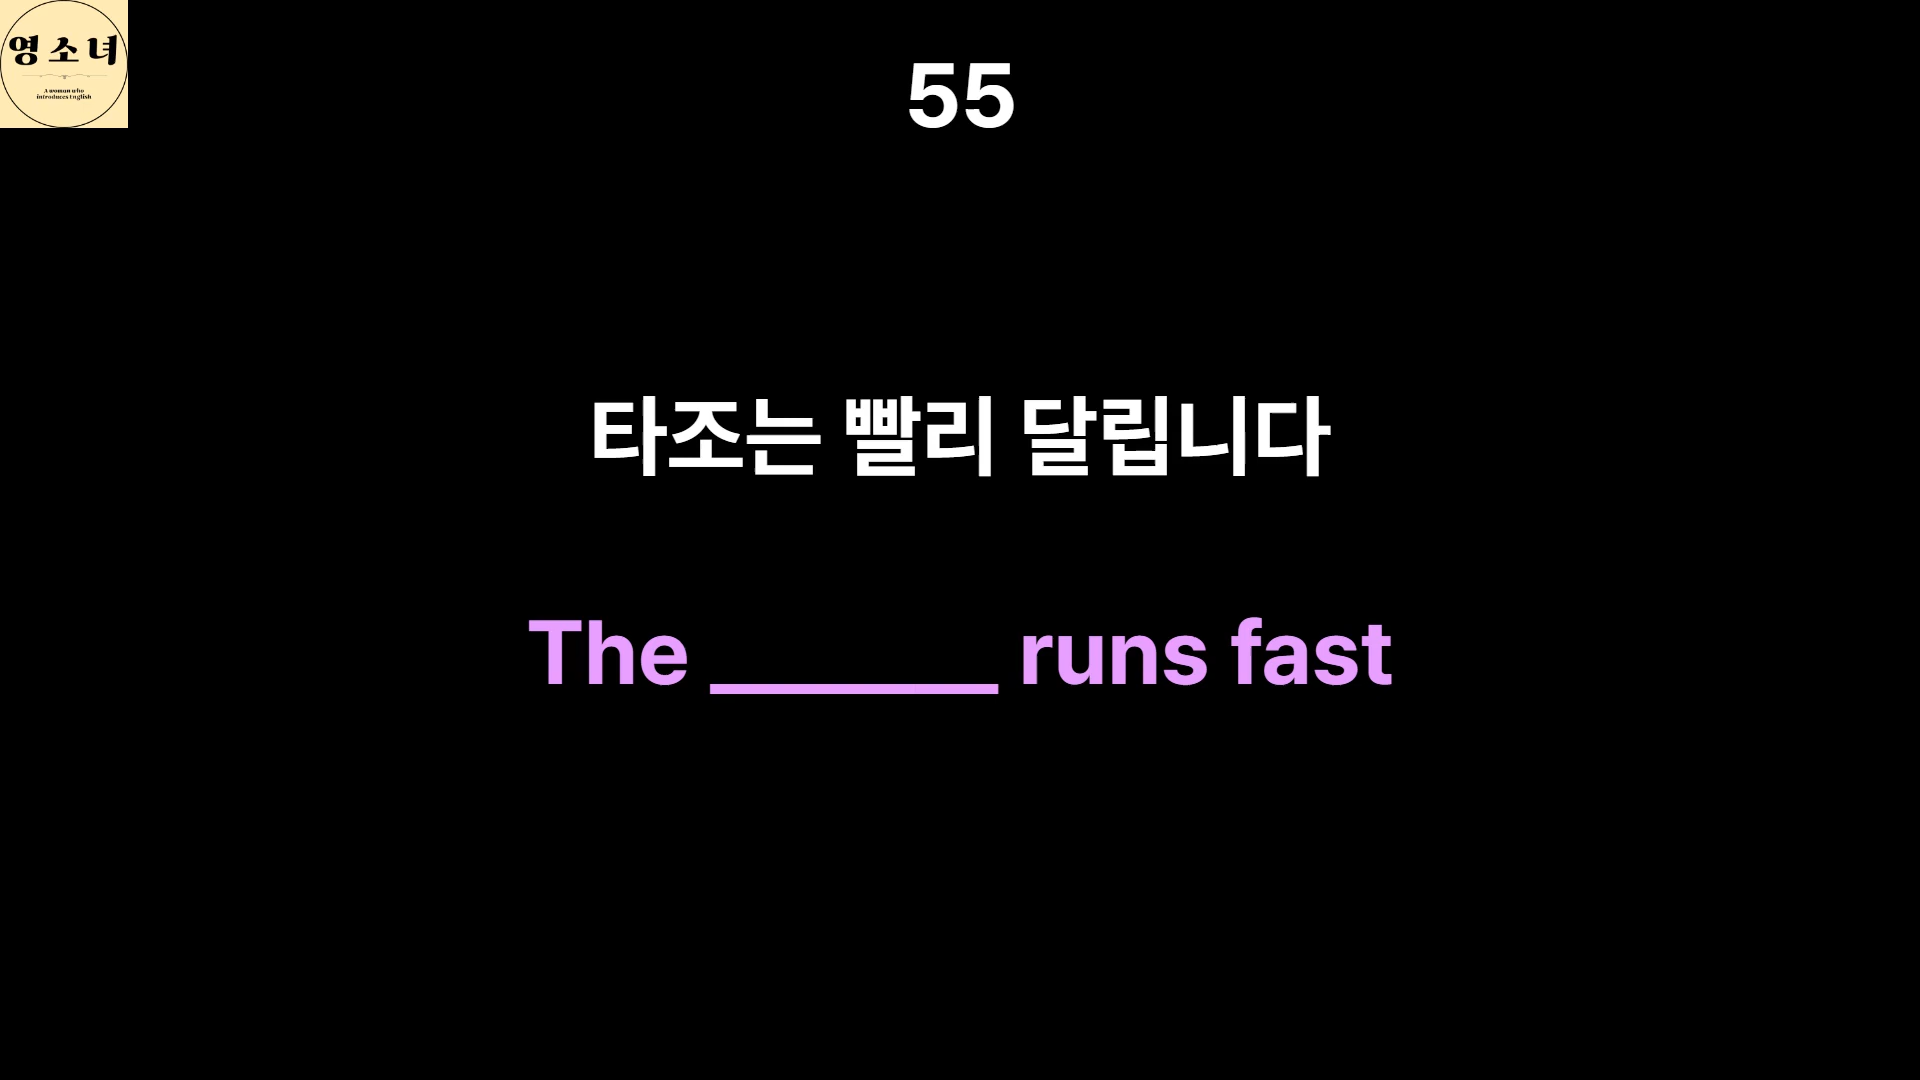 영소녀
A woman who
introduces English
55
타조는 빨리 달립니다
The ______ runs fast